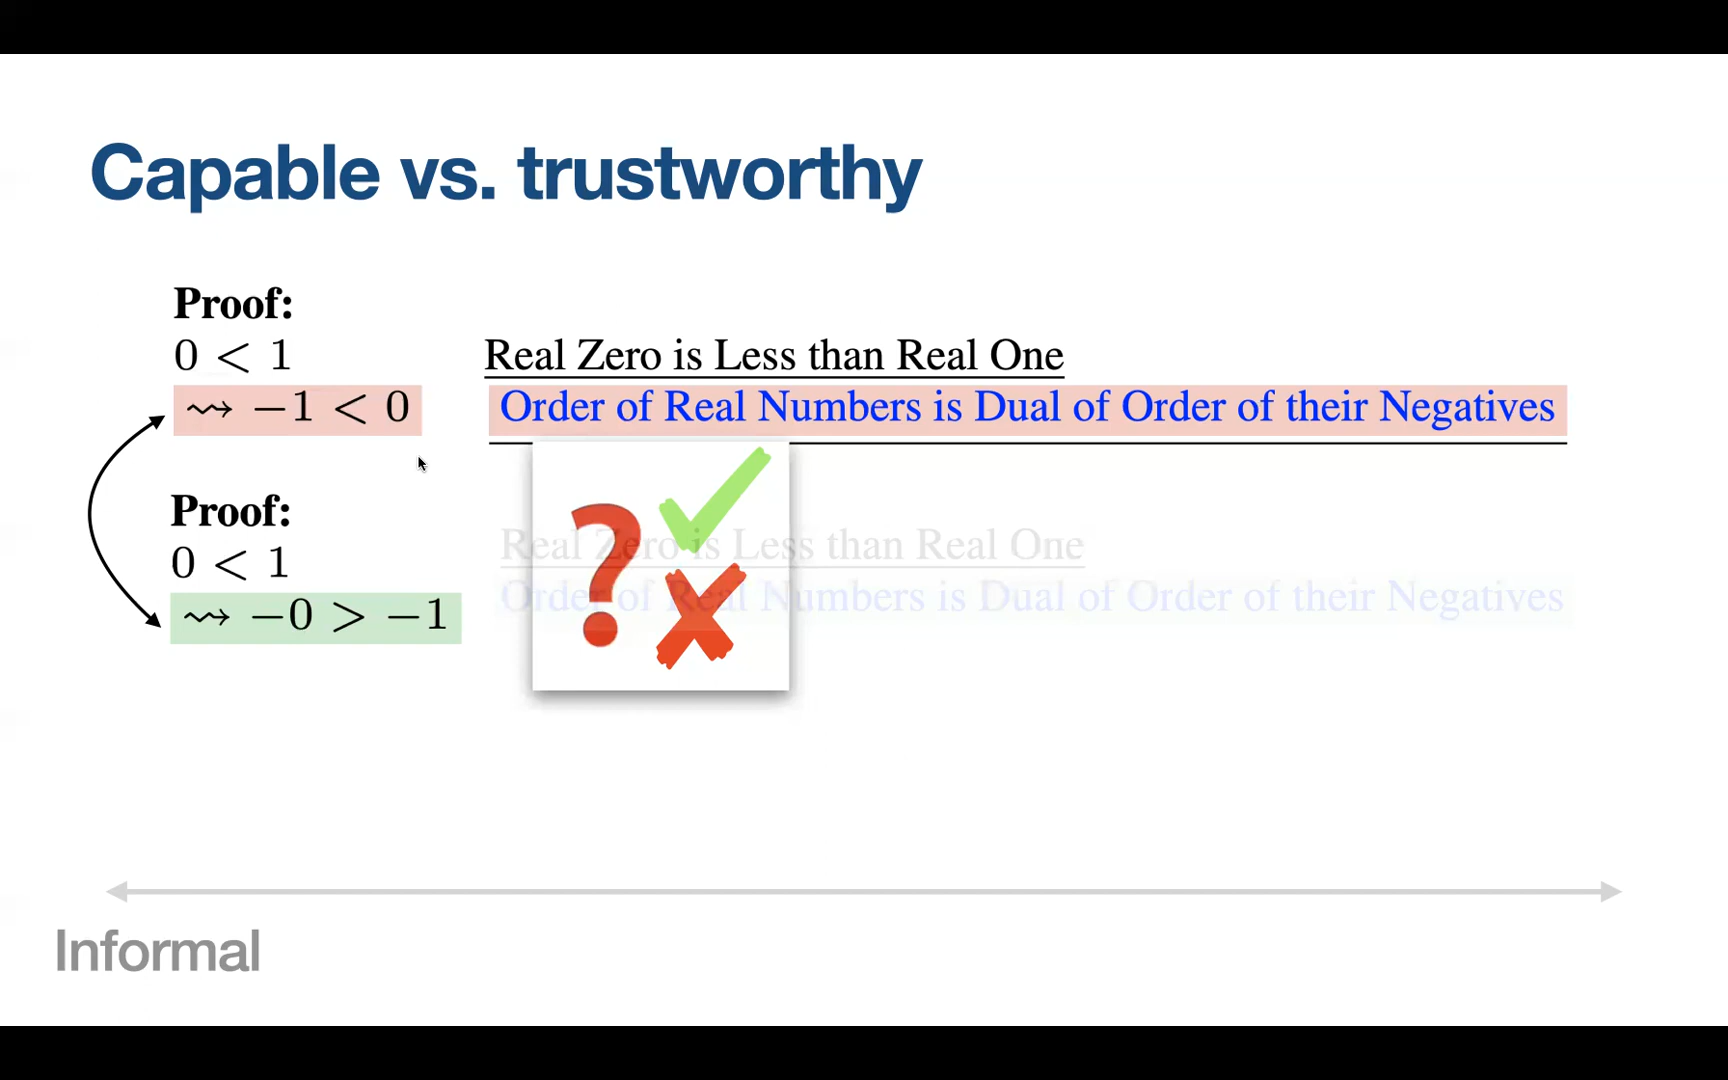 Capable vs. trustworthy
Proof:
0 < 1 Real Zero is Less than Real One
⇝ −1 < 0 Order of Real Numbers is Dual of Order of their Negatives
Proof:
0 < 1 Real Zero is Less than Real One
⇝ −0 > −1 Order of Real Numbers is Dual of Order of their Negatives
Informal